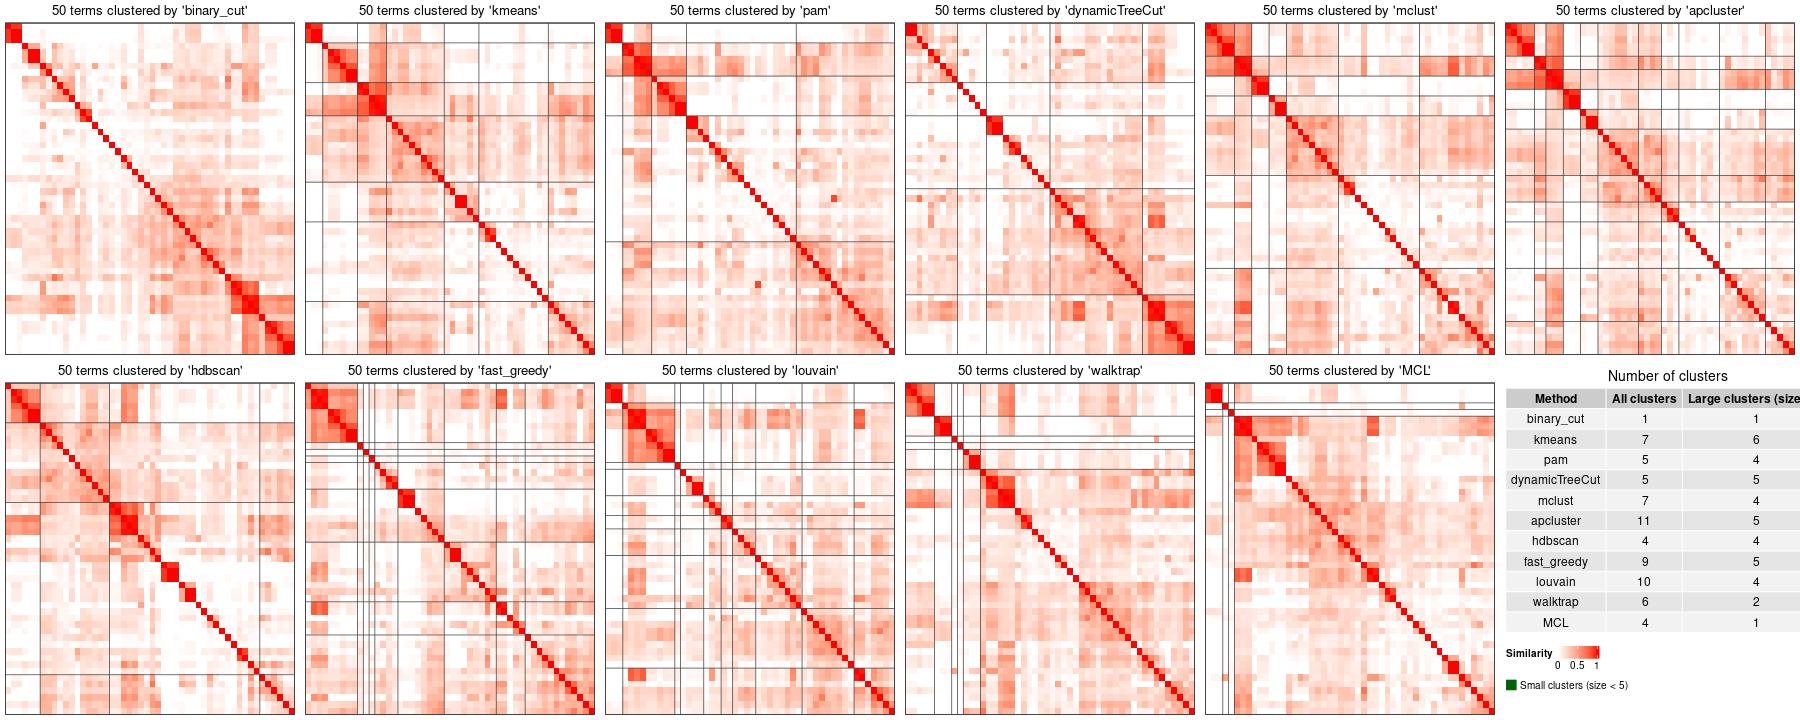 50 terms clustered by 'binary_cut'
50 terms clustered by 'kmeans'
50 terms clustered by 'pam'
50 terms clustered by 'dynamicTreeCut'
50 terms clustered by 'mclust'
50 terms clustered by 'apcluster'
50 terms clustered by 'hdbscan'
50 terms clustered by 'fast_greedy'
50 terms clustered by 'louvain'
50 terms clustered by 'walktrap'
50 terms clustered by 'MCL'
Number of clusters
Method All clusters Large clusters (size
binary_cut 1 1
kmeans 7 6
pam 5 4
dynamicTreeCut 5 5
mclust 7 4
apcluster 11 5
hdbscan 4 4
fast_greedy 9 5
louvain 10 4
walktrap 6 2
MCL 4 1
Similarity
0 0.5 1
Small clusters (size < 5)